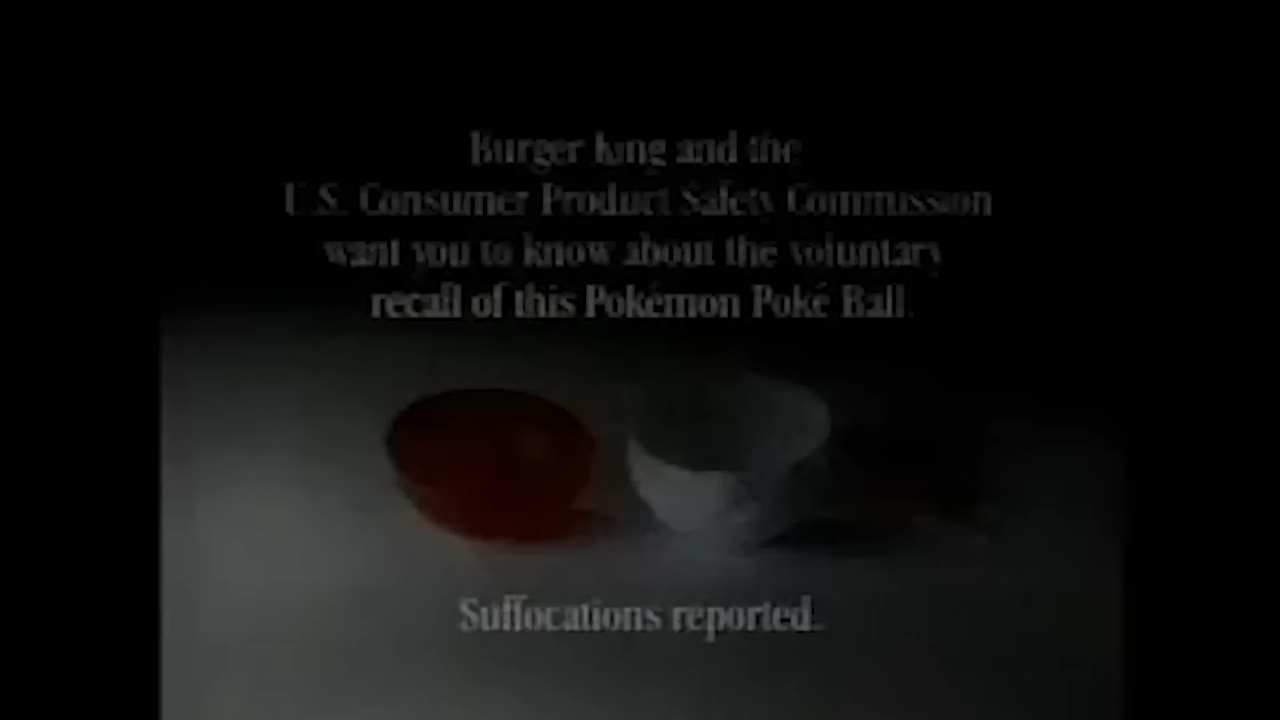 Burger King and the
U.S. Consumer Product Safety Commission
want you to know about the voluntary
recall of this Pokémon Poké Ball.
Suffocations reported.